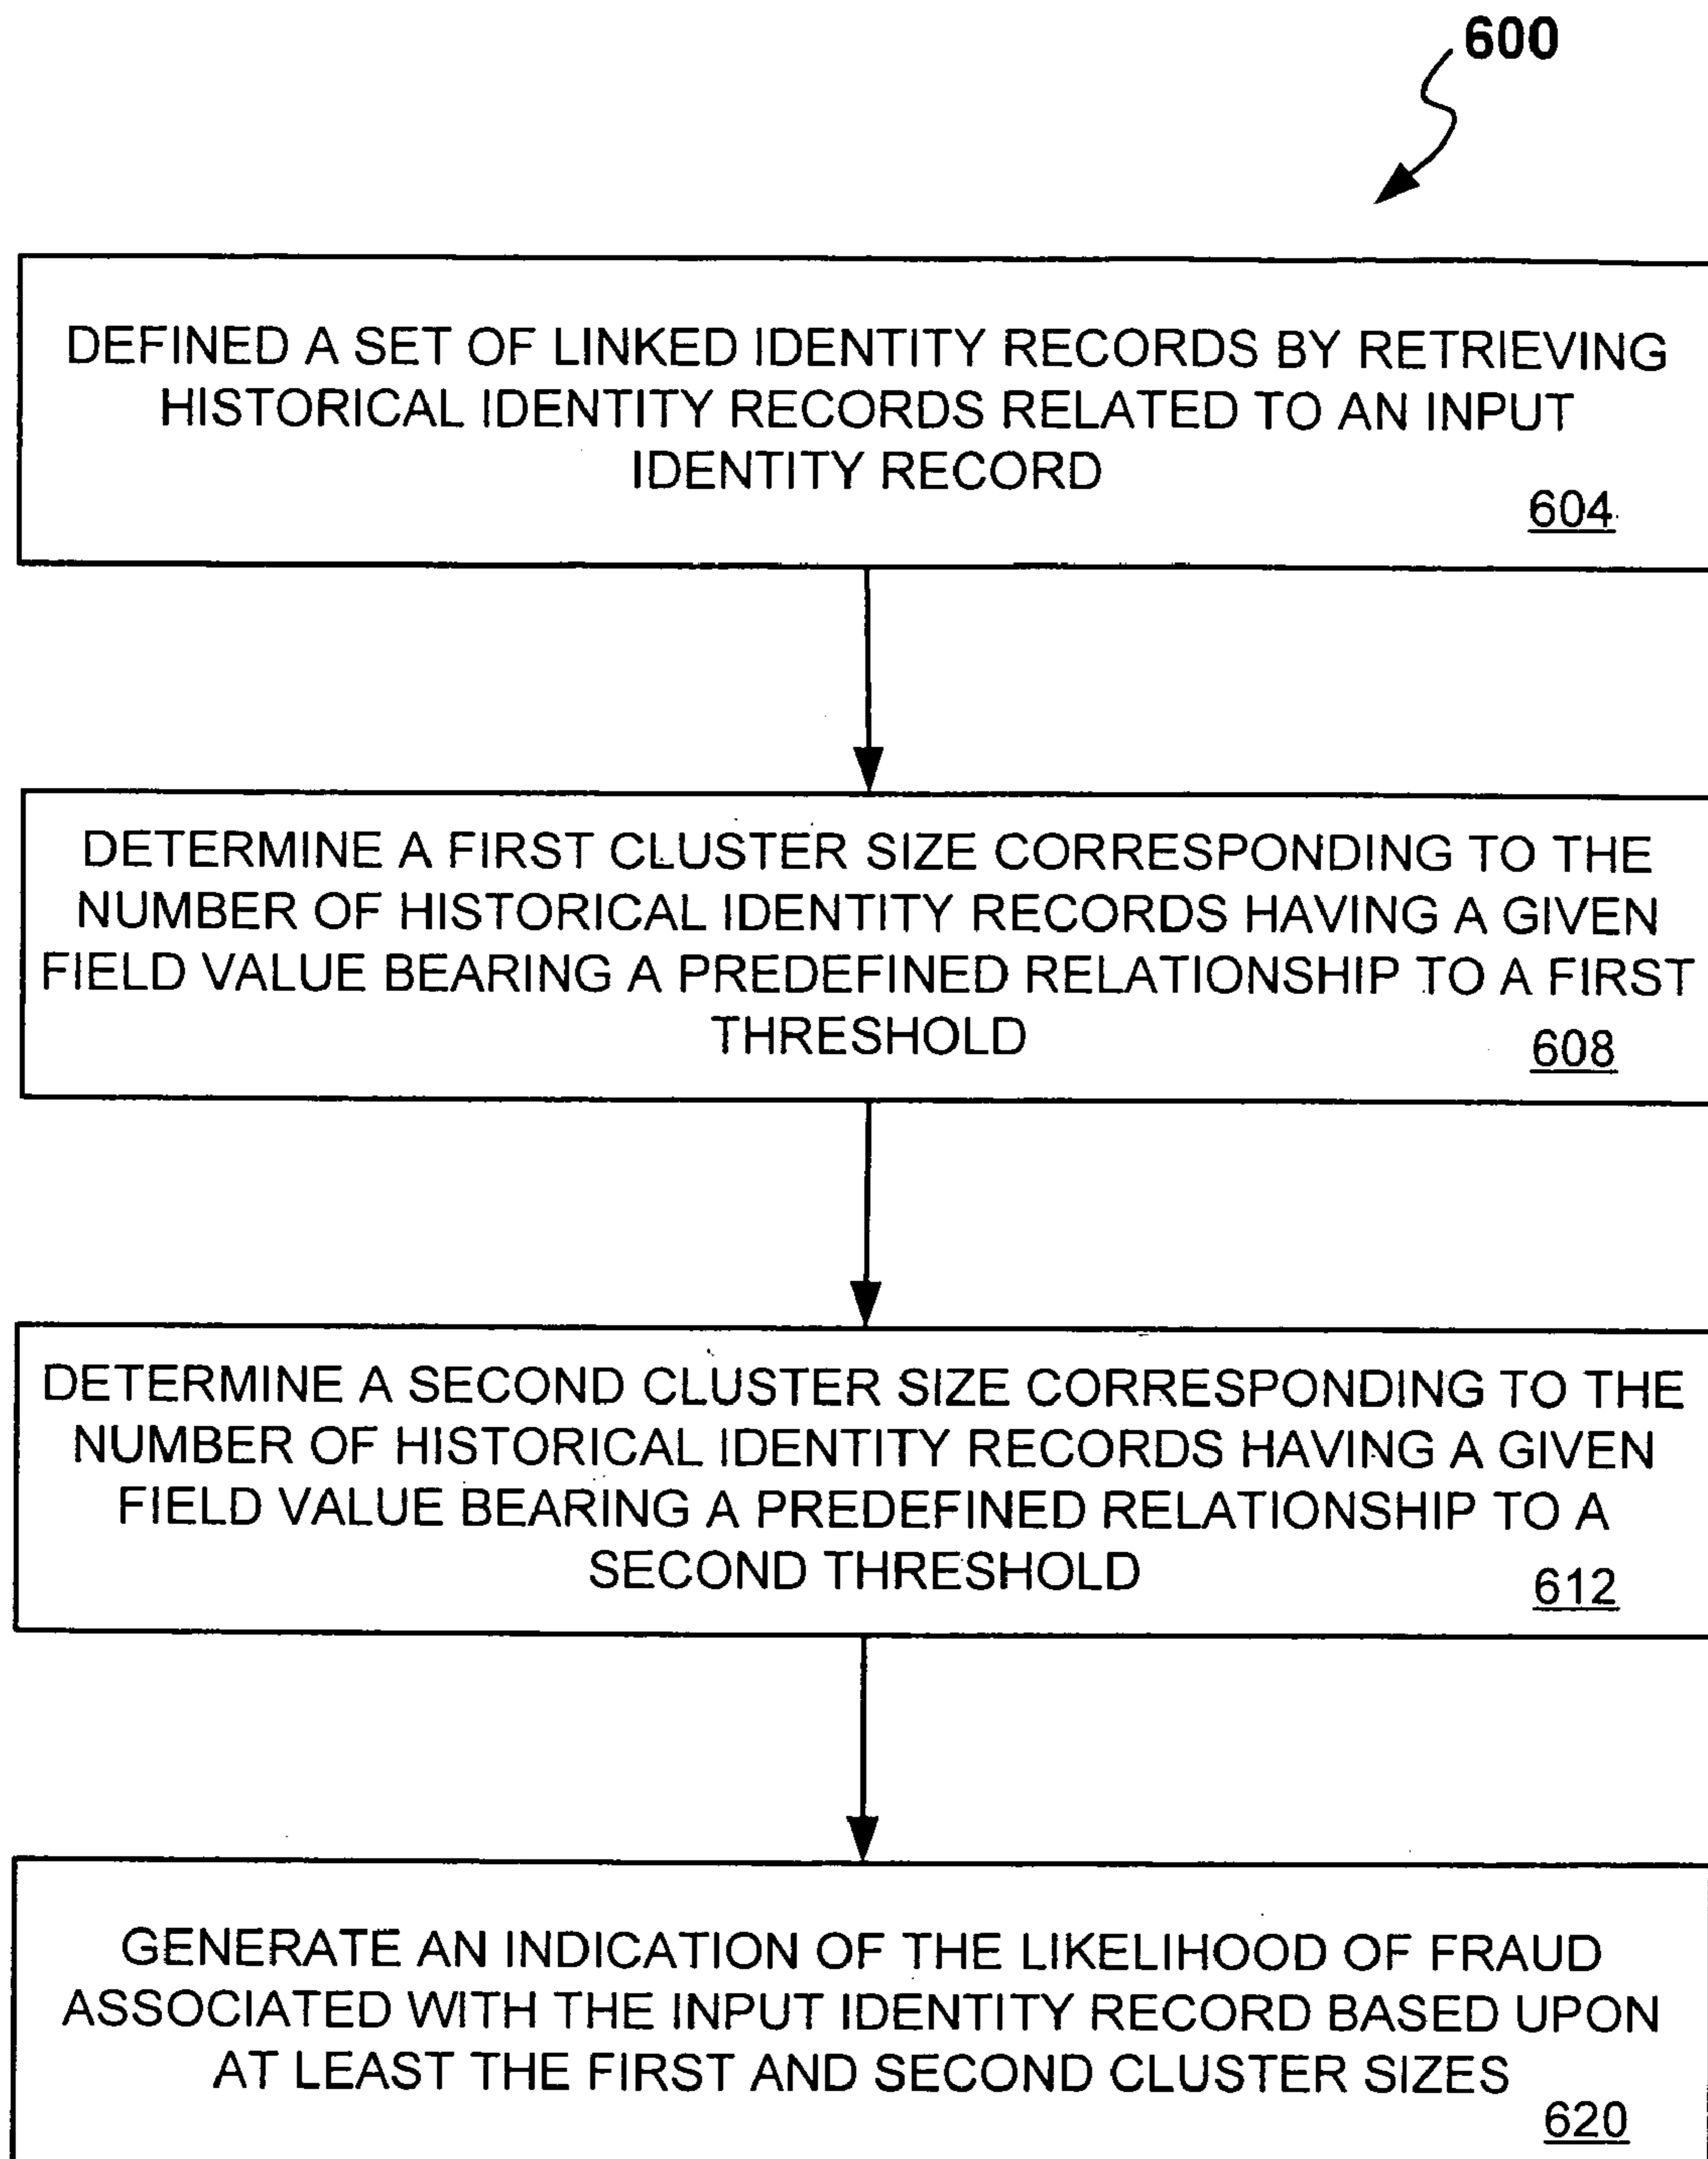 600
DEFINED A SET OF LINKED IDENTITY RECORDS BY RETRIEVING
HISTORICAL IDENTITY RECORDS RELATED TO AN INPUT
IDENTITY RECORD
604
DETERMINE A FIRST CLUSTER SIZE CORRESPONDING TO THE
NUMBER OF HISTORICAL IDENTITY RECORDS HAVING A GIVEN
FIELD VALUE BEARING A PREDEFINED RELATIONSHIP TO A FIRST
THRESHOLD
608
DETERMINE A SECOND CLUSTER SIZE CORRESPONDING TO THE
NUMBER OF HISTORICAL IDENTITY RECORDS HAVING A GIVEN
FIELD VALUE BEARING A PREDEFINED RELATIONSHIP TO A
SECOND THRESHOLD
612
GENERATE AN INDICATION OF THE LIKELIHOOD OF FRAUD
ASSOCIATED WITH THE INPUT IDENTITY RECORD BASED UPON
AT LEAST THE FIRST AND SECOND CLUSTER SIZES
620